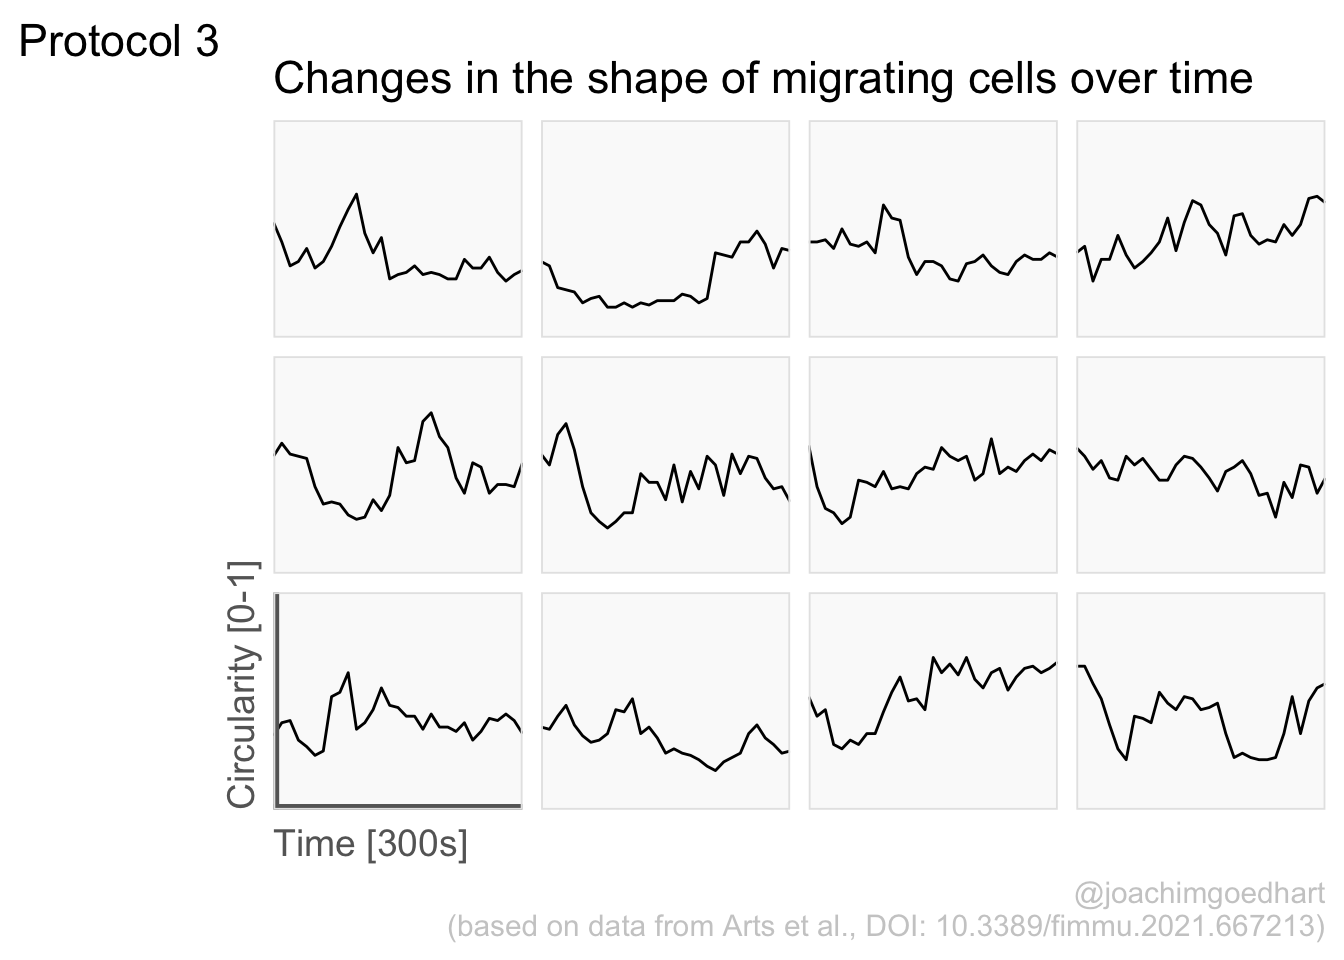 Protocol 3
Changes in the shape of migrating cells over time
Circularity [0-1]
Time [300s]
@joachimgoedhart
(based on data from Arts et al., DOI: 10.3389/fimmu.2021.667213)